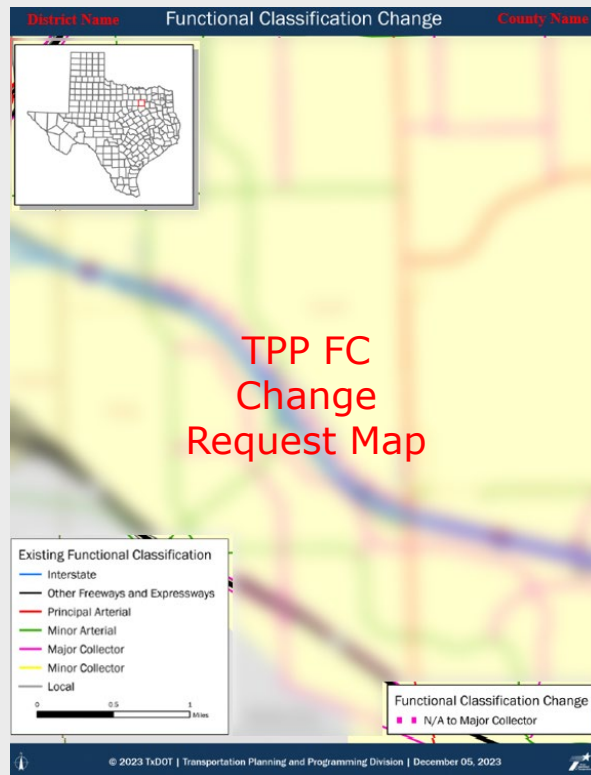 District Name Functional Classification Change County Name
TPP FC
Change
Request Map
Existing Functional Classification
Interstate
Other Freeways and Expressways
Principal Arterial
Minor Arterial
Major Collector
Minor Collector
Local
0 0.5 1
Miles
Functional Classification Change
N/A to Major Collector
© 2023 TxDOT | Transportation Planning and Programming Division | December 05, 2023